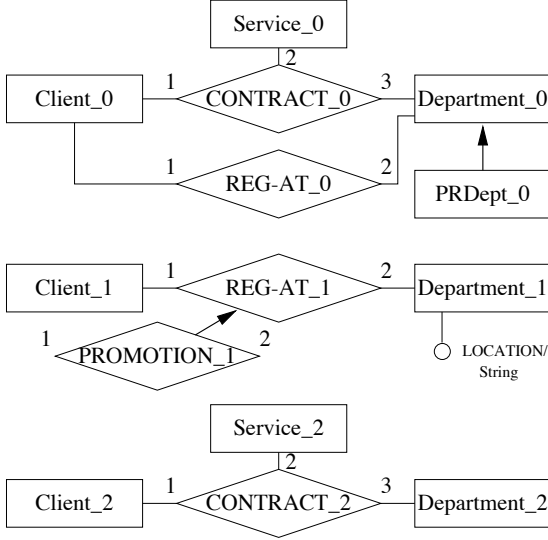 Service_0
2
1
3
Client_0
CONTRACT_0
Department_0
1
2
REG-AT_0
PRDept_0
1
2
Client_1
REG-AT_1
Department_1
1
2
PROMOTION_1
LOCATION/
String
Service_2
2
1
3
Client_2
CONTRACT_2
Department_2